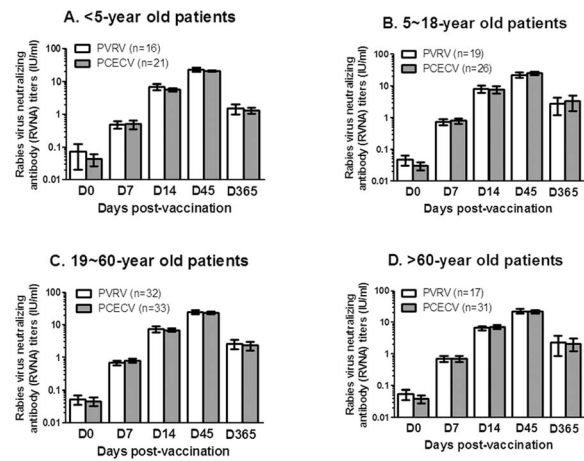 A. <5-year old patients
Rabies virus neutralizing
antibody (RVNA) titers (IU/ml)
100
10
1
0.1
0.01
PVRV (n=16)
PCECV (n=21)
D0 D7 D14 D45 D365
Days post-vaccination
B. 5~18-year old patients
Rabies virus neutralizing
antibody (RVNA) titers (IU/ml)
100
10
1
0.1
0.01
PVRV (n=19)
PCECV (n=26)
D0 D7 D14 D45 D365
Days post-vaccination
C. 19~60-year old patients
Rabies virus neutralizing
antibody (RVNA) titers (IU/ml)
100
10
1
0.1
0.01
PVRV (n=32)
PCECV (n=33)
D0 D7 D14 D45 D365
Days post-vaccination
D. >60-year old patients
Rabies virus neutralizing
antibody (RVNA) titers (IU/ml)
100
10
1
0.1
0.01
PVRV (n=17)
PCECV (n=31)
D0 D7 D14 D45 D365
Days post-vaccination